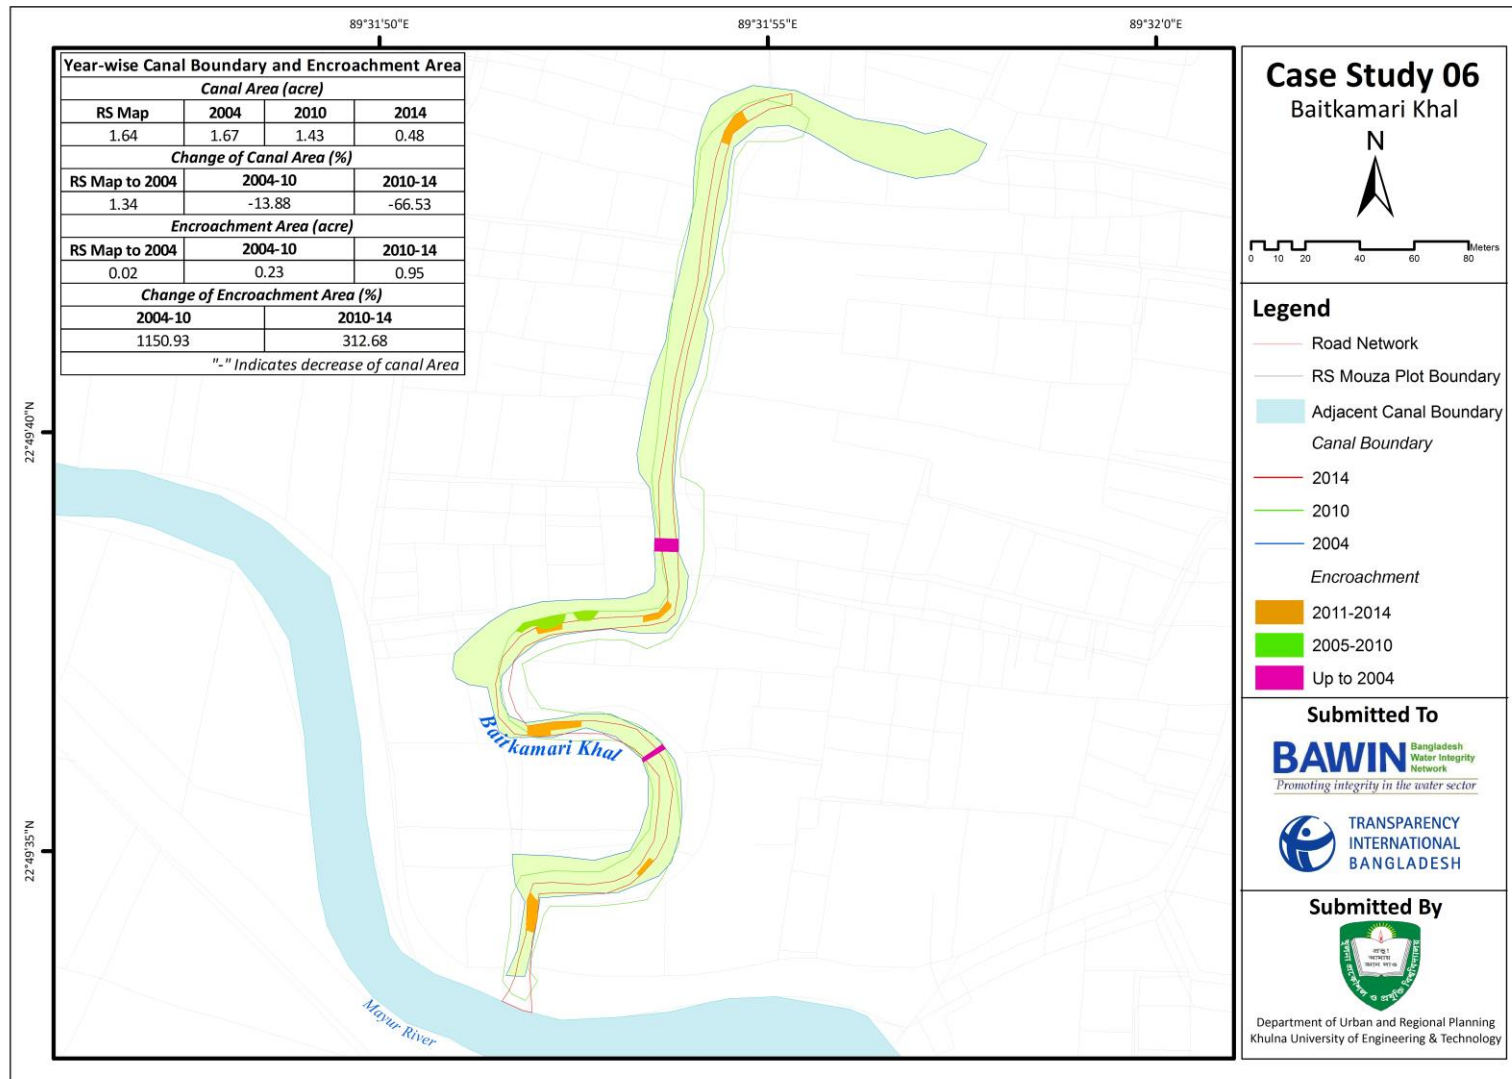 89°31'50"E
89°31'55"E
89°32'0"E
22°49'40"N
22°49'35"N
Year-wise Canal Boundary and Encroachment Area
Canal Area (acre)
RS Map 2004 2010 2014
1.64 1.67 1.43 0.48
Change of Canal Area (%)
RS Map to 2004 2004-10 2010-14
1.34 -13.88 -66.53
Encroachment Area (acre)
RS Map to 2004 2004-10 2010-14
0.02 0.23 0.95
Change of Encroachment Area (%)
2004-10 2010-14
1150.93 312.68
"-" Indicates decrease of canal Area
Baitkamari Khal
Mayur River
Case Study 06
Baitkamari Khal
N
Meters
0 10 20 40 60 80
Legend
Road Network
RS Mouza Plot Boundary
Adjacent Canal Boundary
Canal Boundary
2014
2010
2004
Encroachment
2011-2014
2005-2010
Up to 2004
Submitted To
BAWIN
Bangladesh
Water Integrity
Network
Promoting integrity in the water sector
TRANSPARENCY
INTERNATIONAL
BANGLADESH
Submitted By
খুলনা প্রকৌশল ও প্রযুক্তি বিশ্ববিদ্যালয়
প্রভু!
আমায়
জ্ঞান দাও
Department of Urban and Regional Planning
Khulna University of Engineering & Technology